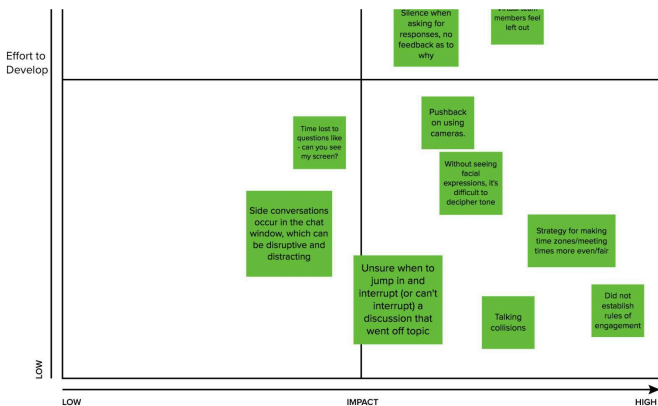 Silence when
asking for
responses, no
feedback as to
why
members feel
left out
Effort to
Develop
Pushback
on using
cameras.
Time lost to
questions like
- can you see
my screen?
Without seeing
facial
expressions, it's
difficult to
decipher tone
Side conversations
occur in the chat
window, which can
be disruptive and
distracting
Strategy for making
time zones/meeting
times more even/fair
Unsure when to
jump in and
interrupt (or can't
interrupt) a
discussion that
went off topic
Talking
collisions
Did not
establish
rules of
engagement
LOW
LOW
IMPACT
HIGH